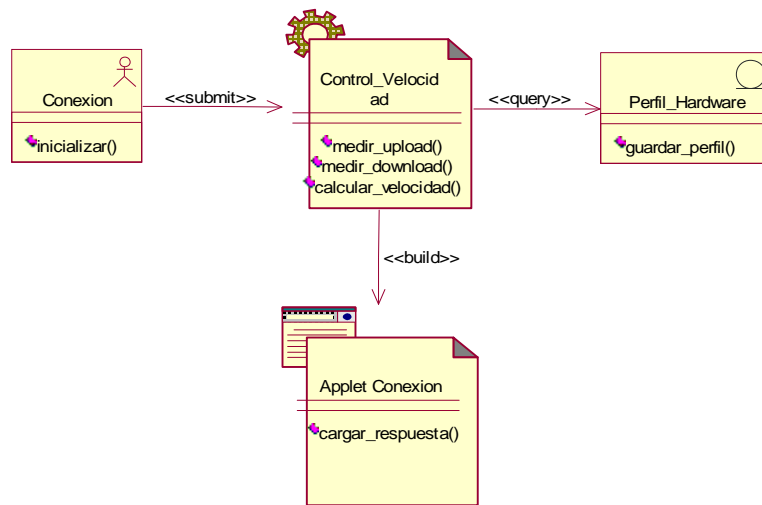 Conexion
inicializar()
<<submit>>
Control_Velocid
ad
medir_upload()
medir_download()
calcular_velocidad()
<<query>>
Perfil_Hardware
guardar_perfil()
<<build>>
Applet Conexion
cargar_respuesta()